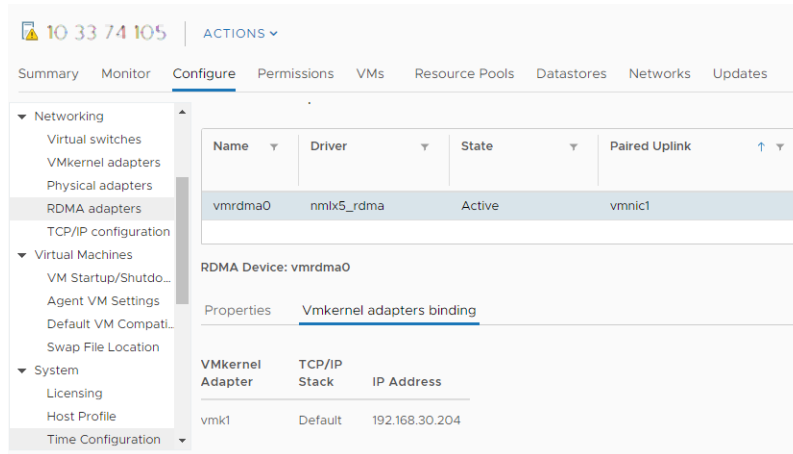 10 33 74 105 ACTIONS
Summary Monitor Configure Permissions VMs Resource Pools Datastores Networks Updates
Networking
Virtual switches
VMkernel adapters
Physical adapters
RDMA adapters
TCP/IP configuration
Virtual Machines
VM Startup/Shutdo...
Agent VM Settings
Default VM Compati...
Swap File Location
System
Licensing
Host Profile
Time Configuration
Name Driver State Paired Uplink
vmrdma0 nmlx5_rdma Active vmnic1
RDMA Device: vmrdma0
Properties Vmkernel adapters binding
VMkernel Adapter TCP/IP Stack IP Address
vmk1 Default 192.168.30.204